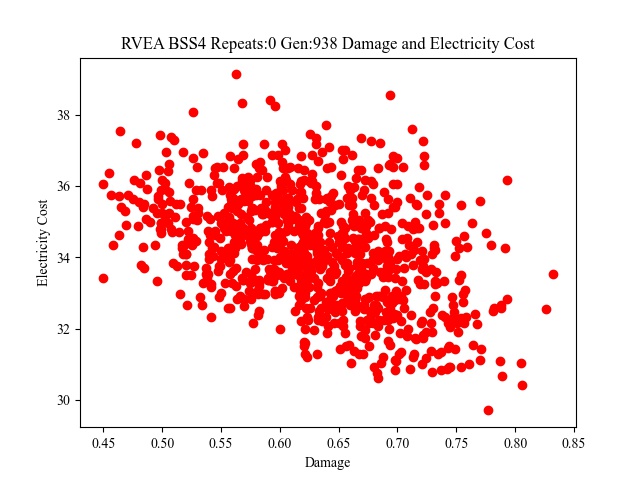 RVEA BSS4 Repeats:0 Gen:938 Damage and Electricity Cost
Electricity Cost
38
36
34
32
30
0.45 0.50 0.55 0.60 0.65 0.70 0.75 0.80 0.85
Damage